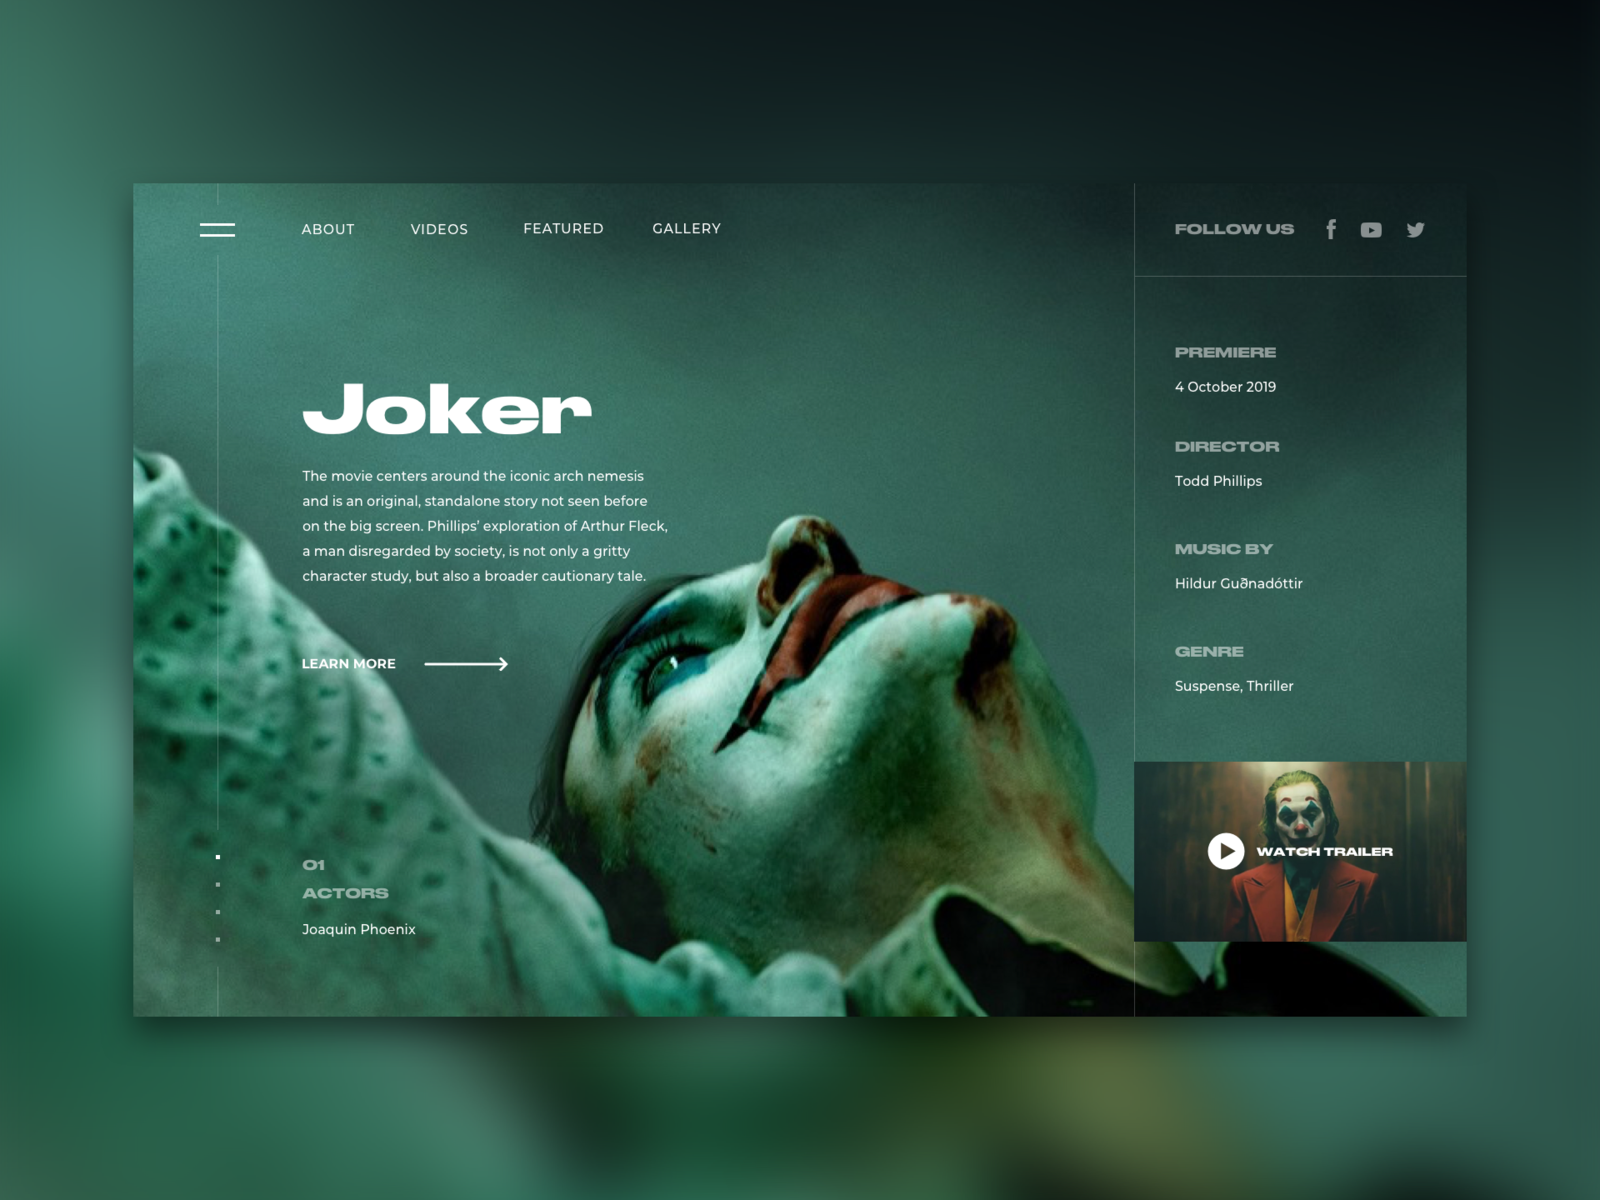 ABOUT VIDEOS FEATURED GALLERY
FOLLOW US
Joker
The movie centers around the iconic arch nemesis
and is an original, standalone story not seen before
on the big screen. Phillips’ exploration of Arthur Fleck,
a man disregarded by society, is not only a gritty
character study, but also a broader cautionary tale.
LEARN MORE
01
ACTORS
Joaquin Phoenix
PREMIERE
4 October 2019
DIRECTOR
Todd Phillips
MUSIC BY
Hildur Guðnadóttir
GENRE
Suspense, Thriller
WATCH TRAILER